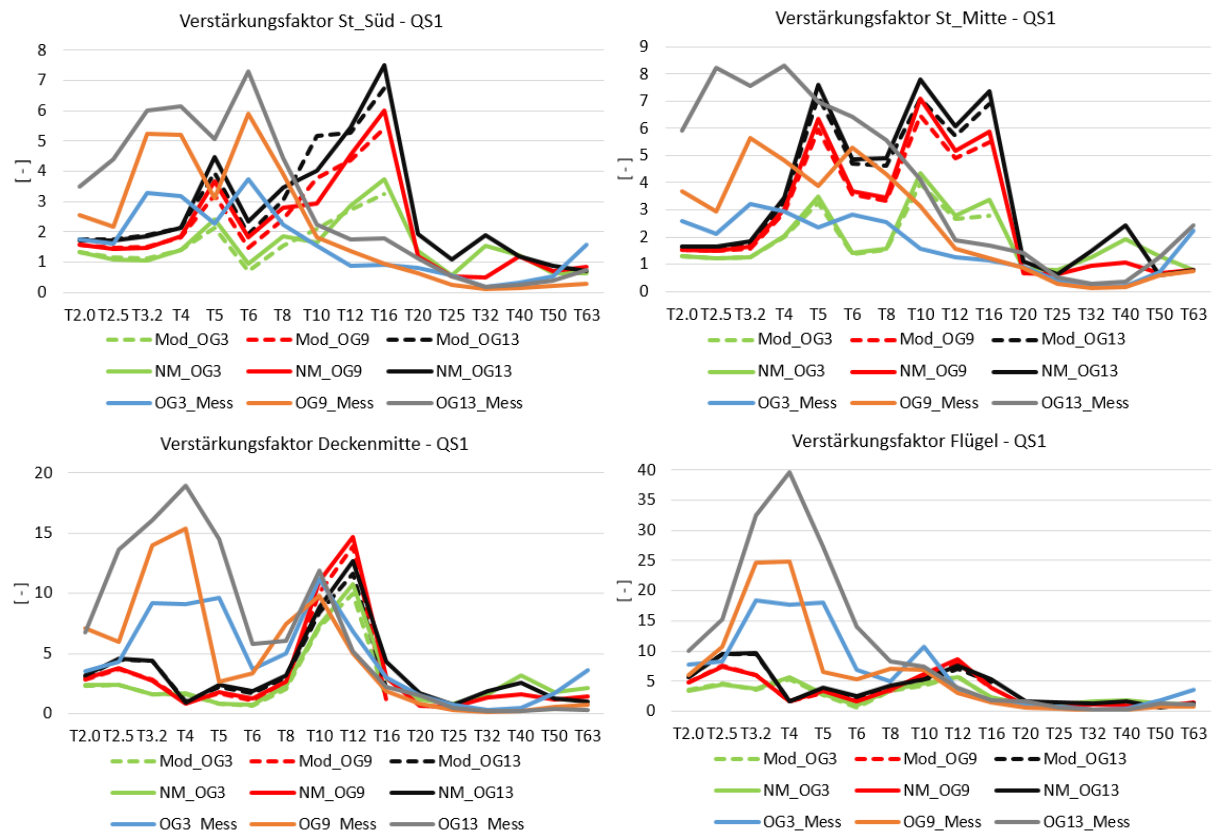 Verstärkungsfaktor St_Süd - QS1
8
7
6
5
4
3
2
1
0
[ - ]
T2.0 T2.5 T3.2 T4 T5 T6 T8 T10 T12 T16 T20 T25 T32 T40 T50 T63
Mod_OG3 Mod_OG9 Mod_OG13
NM_OG3 NM_OG9 NM_OG13
OG3_Mess OG9_Mess OG13_Mess
Verstärkungsfaktor St_Mitte - QS1
9
8
7
6
5
4
3
2
1
0
[ - ]
T2.0 T2.5 T3.2 T4 T5 T6 T8 T10 T12 T16 T20 T25 T32 T40 T50 T63
Mod_OG3 Mod_OG9 Mod_OG13
NM_OG3 NM_OG9 NM_OG13
OG3_Mess OG9_Mess OG13_Mess
Verstärkungsfaktor Deckenmitte - QS1
20
15
10
5
0
[ - ]
T2.0 T2.5 T3.2 T4 T5 T6 T8 T10 T12 T16 T20 T25 T32 T40 T50 T63
Mod_OG3 Mod_OG9 Mod_OG13
NM_OG3 NM_OG9 NM_OG13
OG3_Mess OG9_Mess OG13_Mess
Verstärkungsfaktor Flügel - QS1
40
35
30
25
20
15
10
5
0
[ - ]
T2.0 T2.5 T3.2 T4 T5 T6 T8 T10 T12 T16 T20 T25 T32 T40 T50 T63
Mod_OG3 Mod_OG9 Mod_OG13
NM_OG3 NM_OG9 NM_OG13
OG3_Mess OG9_Mess OG13_Mess